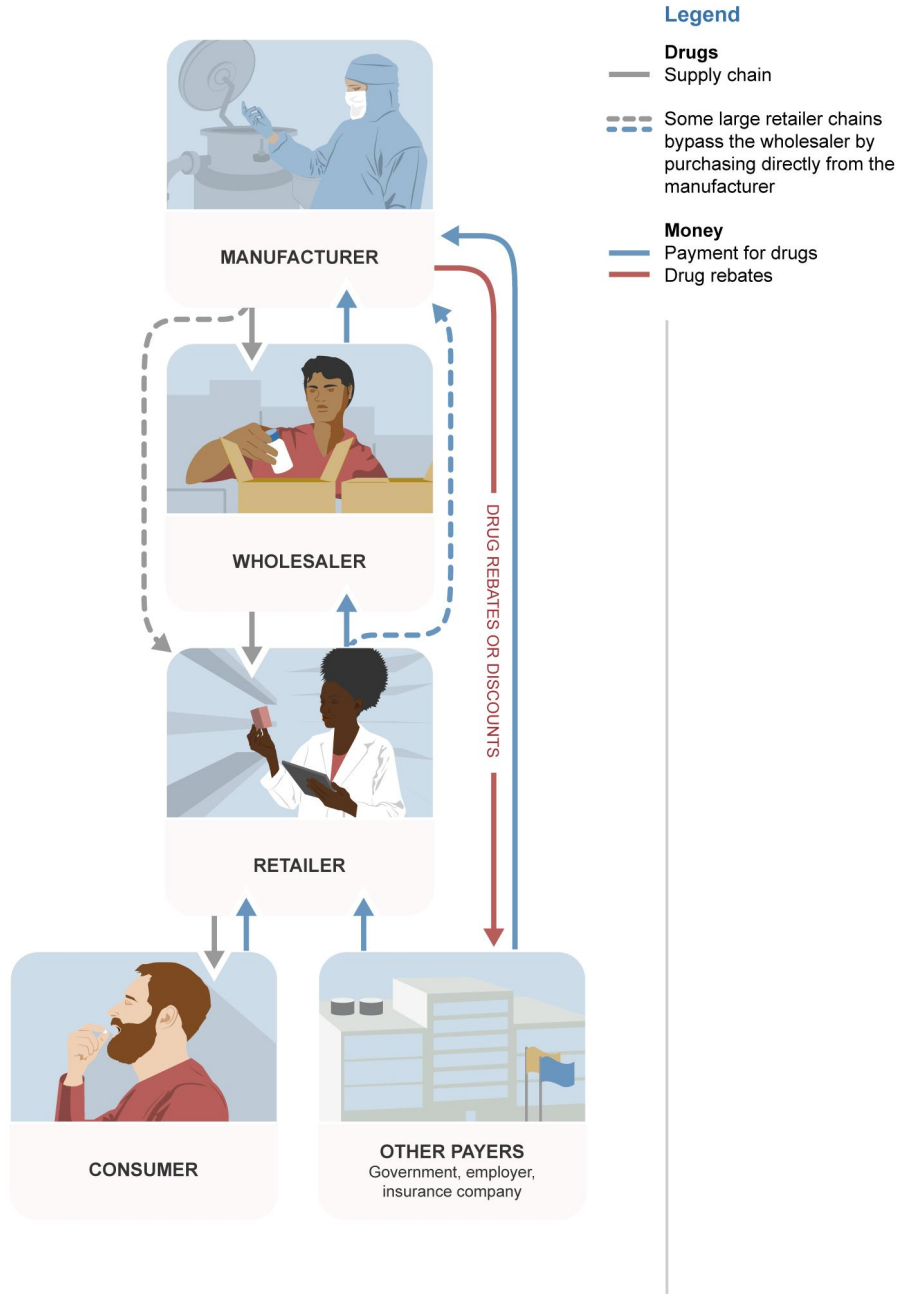 Legend
Drugs
Supply chain
Some large retailer chains
bypass the wholesaler by
purchasing directly from the
manufacturer
Money
Payment for drugs
Drug rebates
MANUFACTURER
WHOLESALER
DRUG REBATES OR DISCOUNTS
RETAILER
CONSUMER
OTHER PAYERS
Government, employer,
insurance company